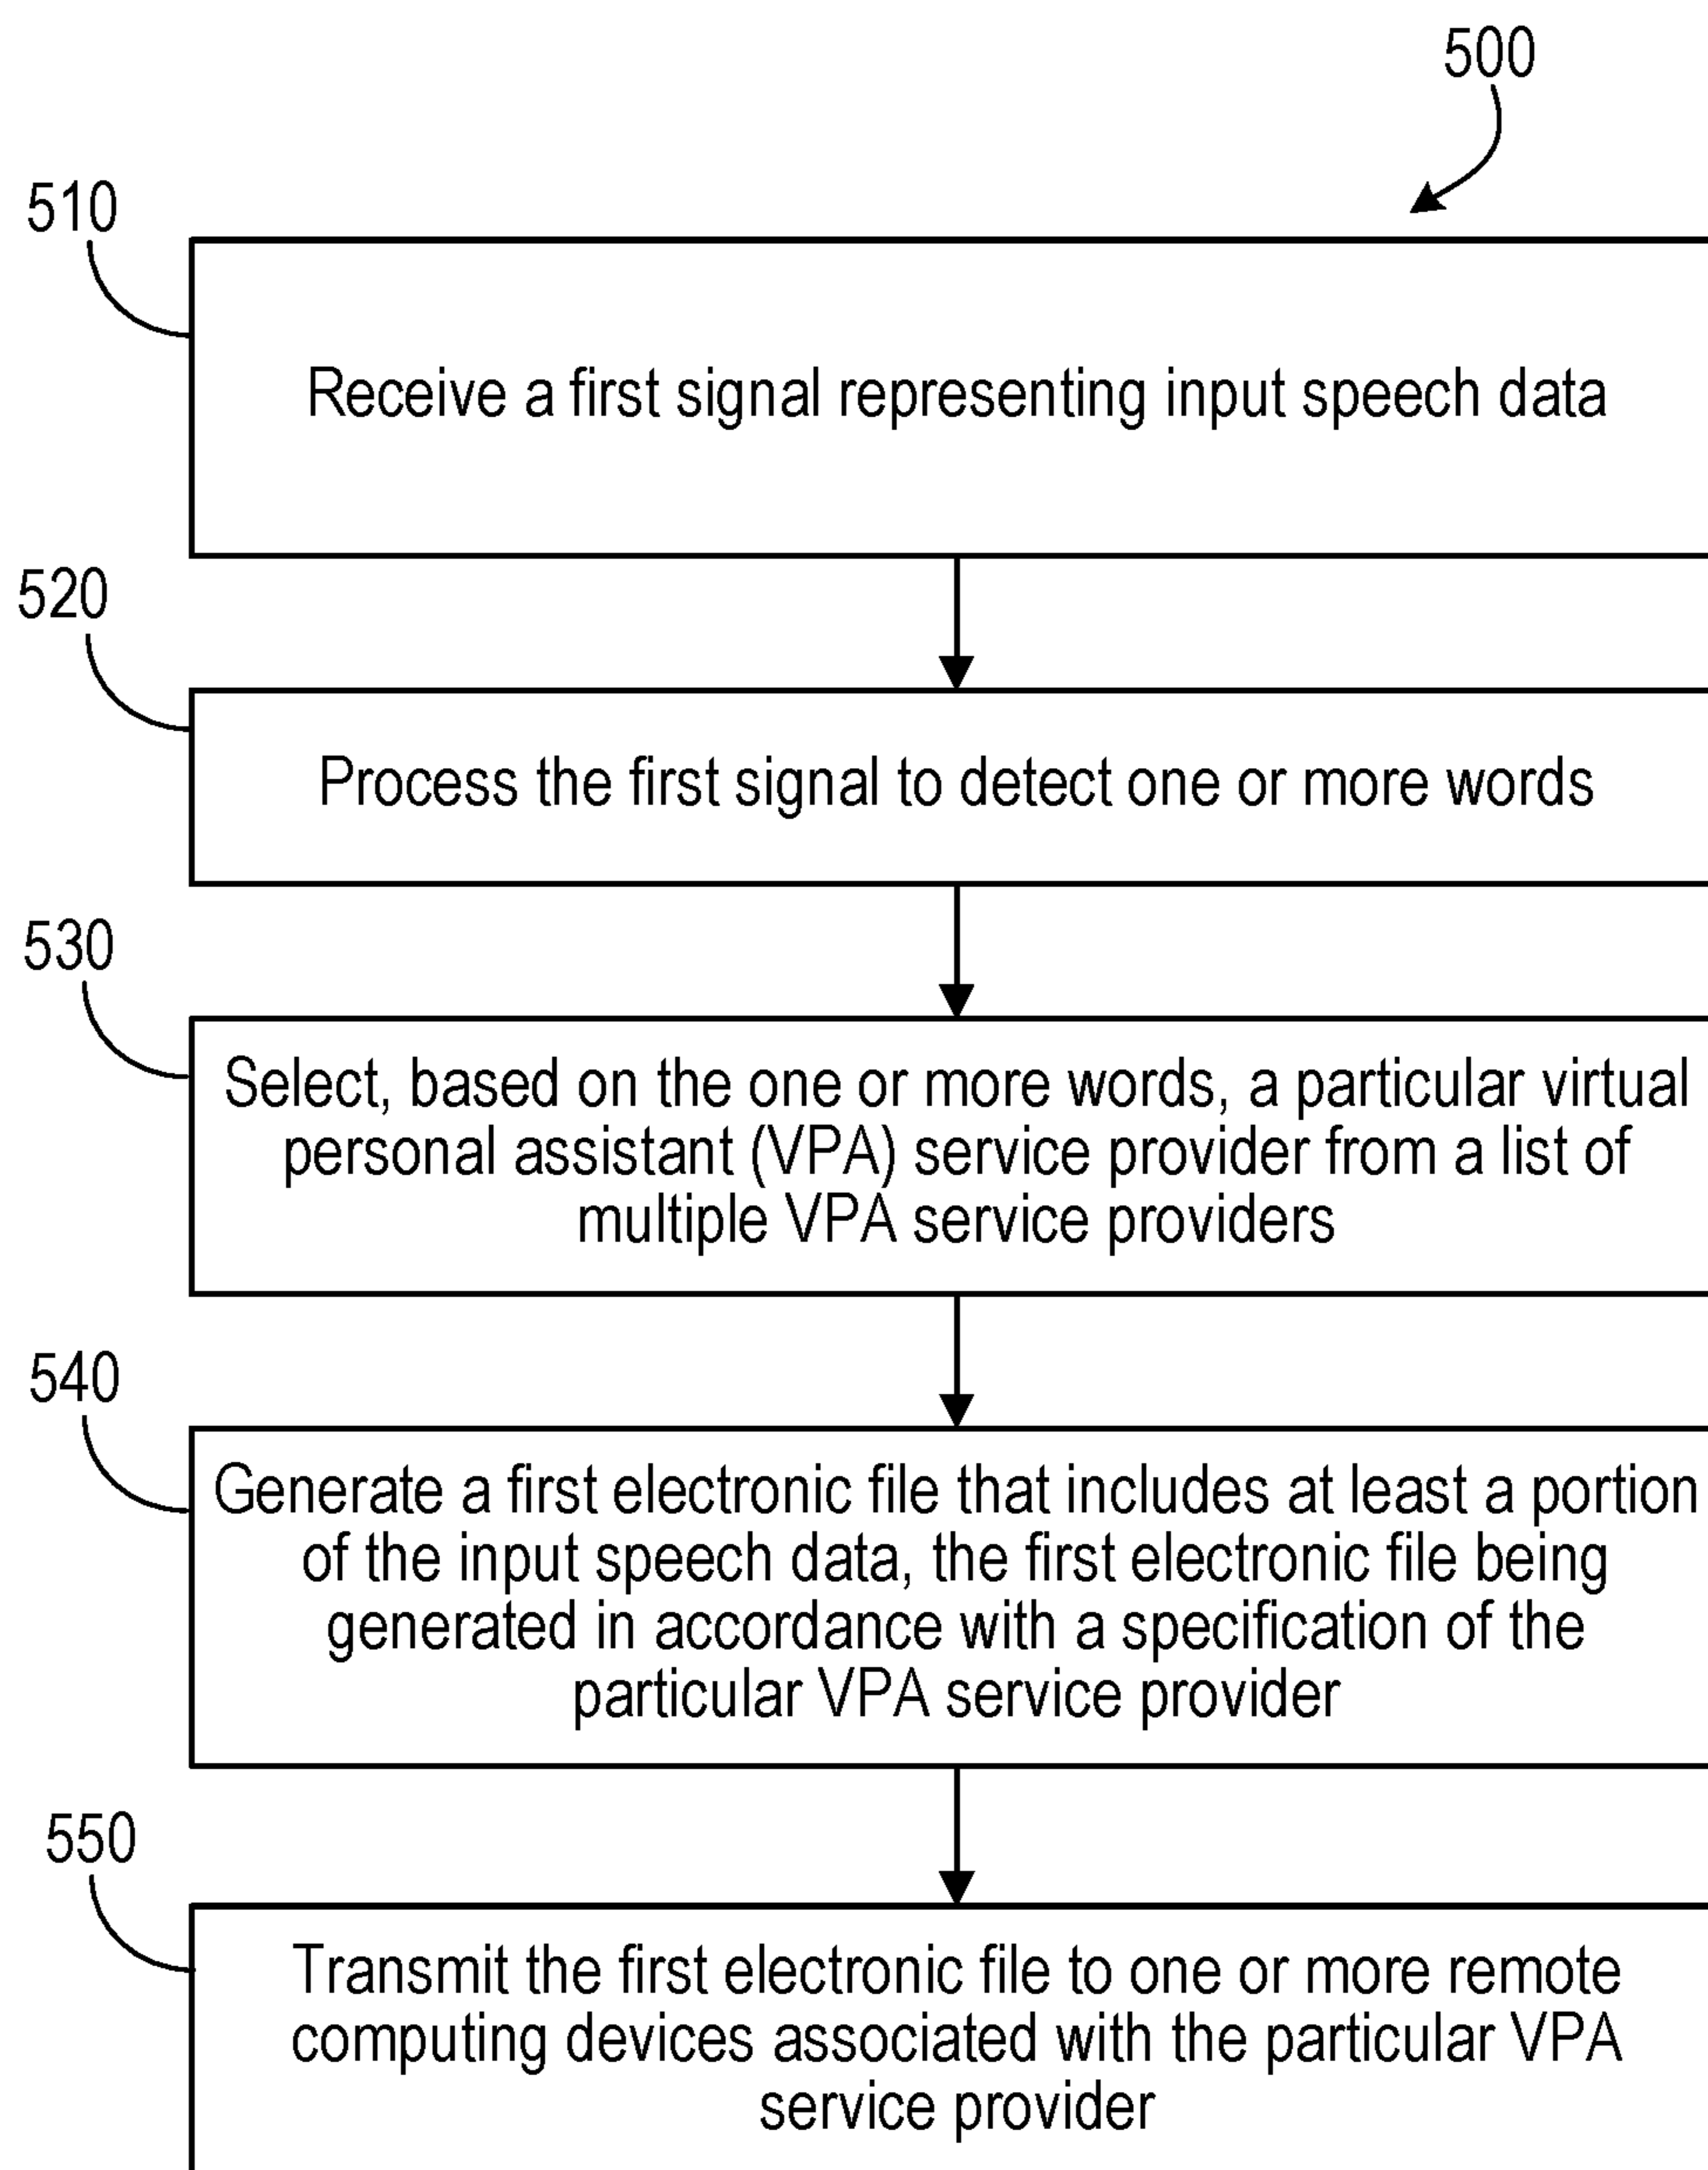 500
510
Receive a first signal representing input speech data
520
Process the first signal to detect one or more words
530
Select, based on the one or more words, a particular virtual
personal assistant (VPA) service provider from a list of
multiple VPA service providers
540
Generate a first electronic file that includes at least a portion
of the input speech data, the first electronic file being
generated in accordance with a specification of the
particular VPA service provider
550
Transmit the first electronic file to one or more remote
computing devices associated with the particular VPA
service provider